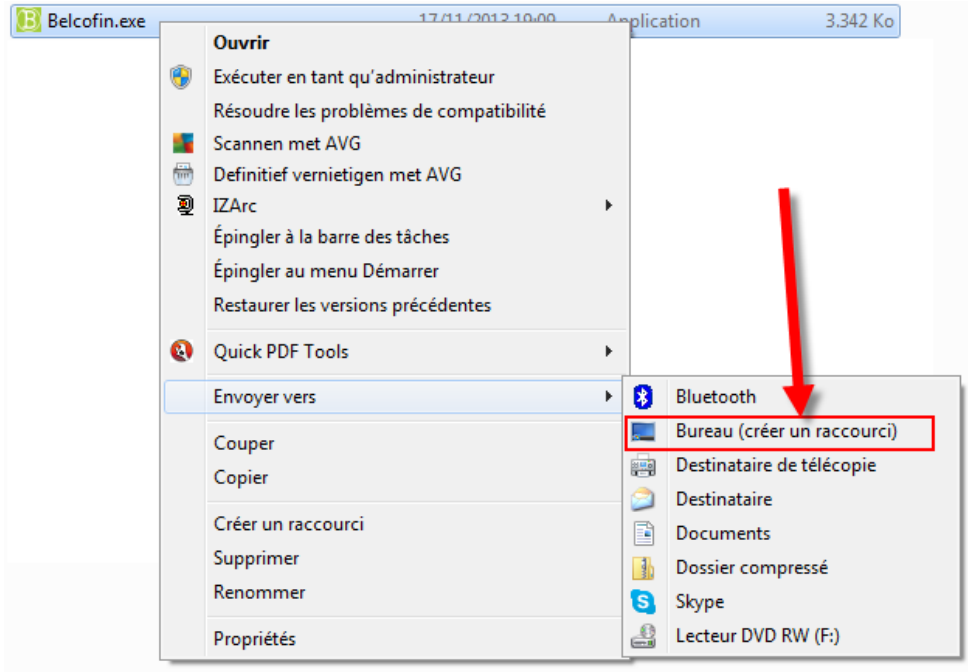 Belcofin.exe 17/11/2013 19:09 Application 3.342 Ko
Ouvrir
Exécuter en tant qu'administrateur
Résoudre les problèmes de compatibilité
Scannen met AVG
Definitief vernietigen met AVG
IZArc
Épingler à la barre des tâches
Épingler au menu Démarrer
Restaurer les versions précédentes
Quick PDF Tools
Envoyer vers
Couper
Copier
Créer un raccourci
Supprimer
Renommer
Propriétés
Bluetooth
Bureau (créer un raccourci)
Destinataire de télécopie
Destinataire
Documents
Dossier compressé
Skype
Lecteur DVD RW (F:)